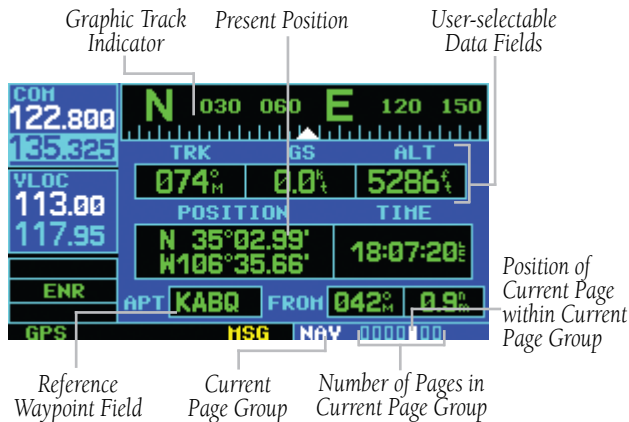 Graphic Track
Indicator
Present Position
User-selectable
Data Fields
COM
122.800
135.325
VLOC
113.00
117.95
ENR
GPS
N 030 060 E 120 150
TRK GS ALT
074°M 0.0kt 5286ft
POSITION TIME
N 35°02.99'
W106°35.66'
18:07:20
APT KABQ FROM 042°M 0.9nm
MSG NAV
Position of
Current Page
within Current
Page Group
Reference
Waypoint Field
Current
Page Group
Number of Pages in
Current Page Group